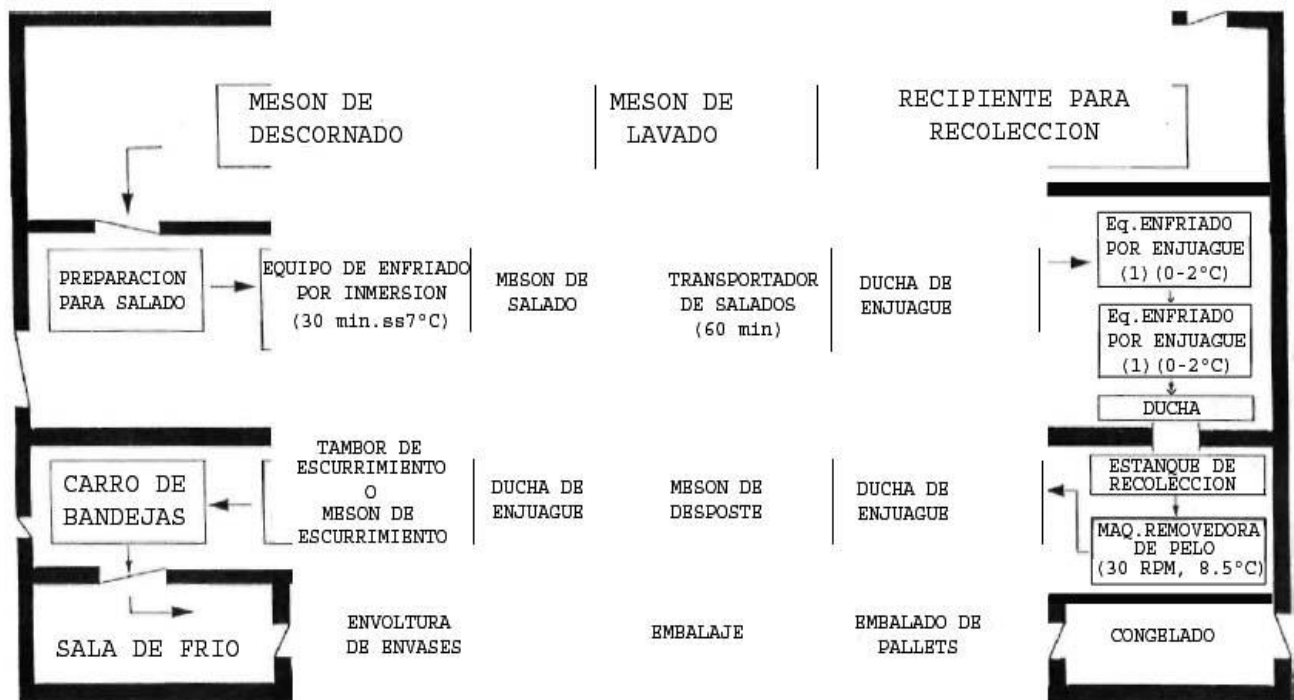 MESON DE
DESCORNADO
MESON DE
LAVADO
RECIPIENTE PARA
RECOLECCION
PREPARACION
PARA SALADO
EQUIPO DE ENFRIADO
POR INMERSION
(30 min.ss7°C)
MESON DE
SALADO
TRANSPORTADOR
DE SALADOS
(60 min)
DUCHA DE
ENJUAGUE
Eq.ENFRIADO
POR ENJUAGUE
(1)(0-2°C)
Eq.ENFRIADO
POR ENJUAGUE
(1)(0-2°C)
DUCHA
CARRO DE
BANDEJAS
TAMBOR DE
ESCURRIMIENTO
O
MESON DE
ESCURRIMIENTO
DUCHA DE
ENJUAGUE
MESON DE
DESPOSTE
DUCHA DE
ENJUAGUE
ESTANQUE DE
RECOLECCION
MAQ.REMOVEDORA
DE PELO
(30 RPM, 8.5°C)
SALA DE FRIO
ENVOLTURA
DE ENVASES
EMBALAJE
EMBALADO DE
PALLETS
CONGELADO